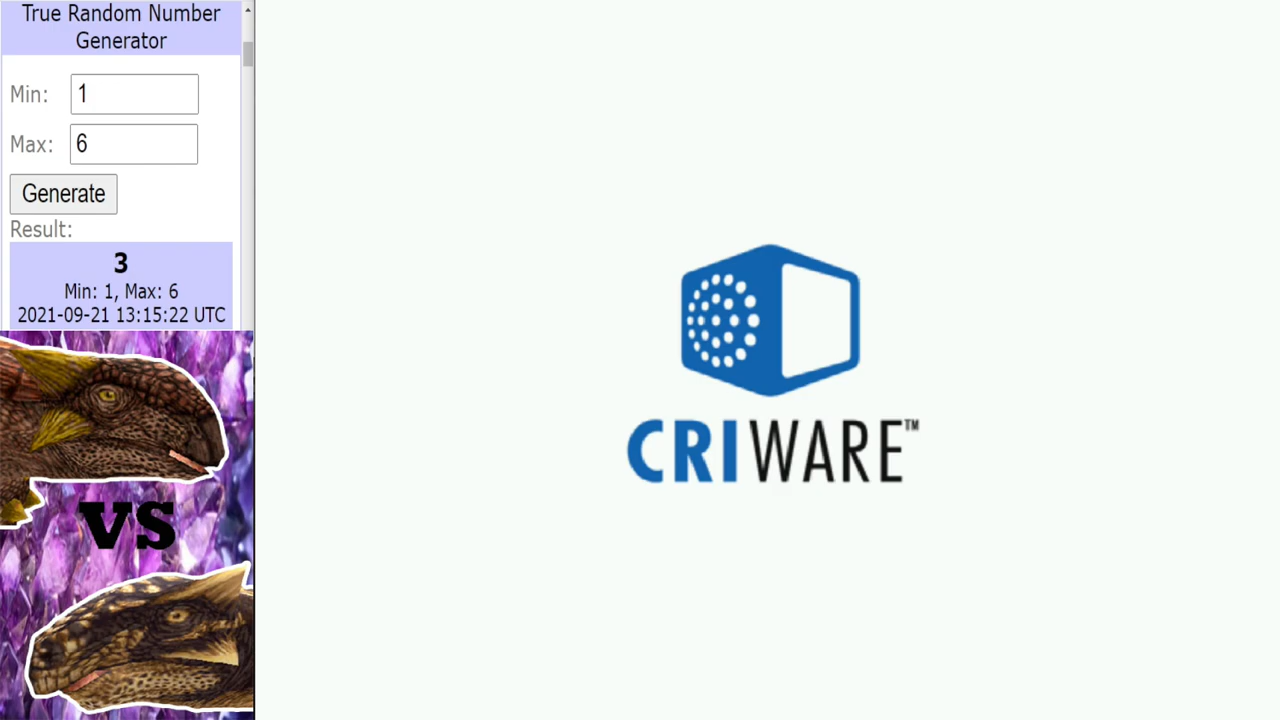 True Random Number
Generator
Min: 1
Max: 6
Generate
Result:
3
Min: 1, Max: 6
2021-09-21 13:15:22 UTC
vs
CRIWARE™